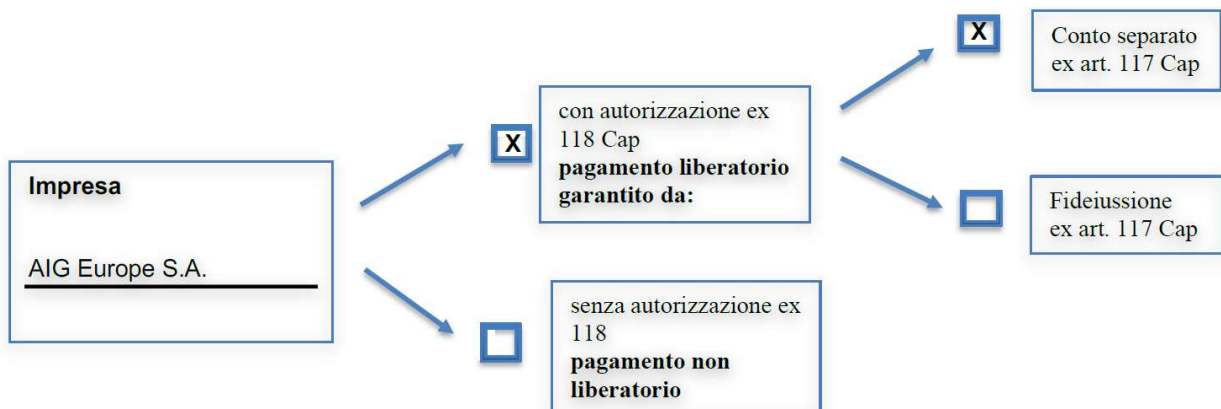 Impresa
AIG Europe S.A.
X
con autorizzazione ex
118 Cap
pagamento liberatorio
garantito da:
X
Conto separato
ex art. 117 Cap
Fideiussione
ex art. 117 Cap
senza autorizzazione ex
118
pagamento non
liberatorio